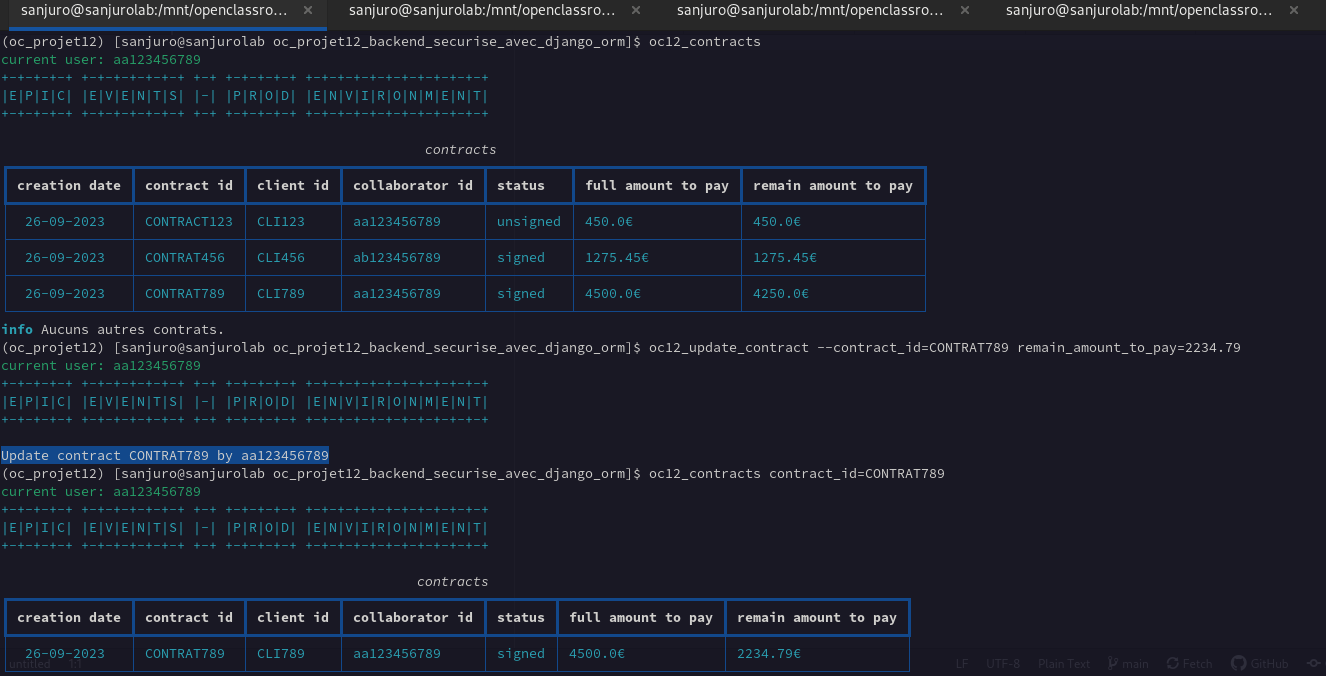 sanjuro@sanjurolab:/mnt/openclassro... × sanjuro@sanjurolab:/mnt/openclassro... × sanjuro@sanjurolab:/mnt/openclassro... × sanjuro@sanjurolab:/mnt/openclassro... ×
(oc_projet12) [sanjuro@sanjurolab oc_projet12_backend_securise_avec_django_orm]$ oc12_contracts
current user: aa123456789
+-+-+-+-+ +-+-+-+-+-+-+ +-+ +-+-+-+-+ +-+-+-+-+-+-+-+-+-+-+-+
|E|P|I|C| |E|V|E|N|T|S| |-| |P|R|O|D| |E|N|V|I|R|O|N|M|E|N|T|
+-+-+-+-+ +-+-+-+-+-+-+ +-+ +-+-+-+-+ +-+-+-+-+-+-+-+-+-+-+-+
contracts
creation date contract id client id collaborator id status full amount to pay remain amount to pay
26-09-2023 CONTRACT123 CLI123 aa123456789 unsigned 450.0€ 450.0€
26-09-2023 CONTRAT456 CLI456 ab123456789 signed 1275.45€ 1275.45€
26-09-2023 CONTRAT789 CLI789 aa123456789 signed 4500.0€ 4250.0€
info Aucuns autres contrats.
(oc_projet12) [sanjuro@sanjurolab oc_projet12_backend_securise_avec_django_orm]$ oc12_update_contract --contract_id=CONTRAT789 remain_amount_to_pay=2234.79
current user: aa123456789
+-+-+-+-+ +-+-+-+-+-+-+ +-+ +-+-+-+-+ +-+-+-+-+-+-+-+-+-+-+-+
|E|P|I|C| |E|V|E|N|T|S| |-| |P|R|O|D| |E|N|V|I|R|O|N|M|E|N|T|
+-+-+-+-+ +-+-+-+-+-+-+ +-+ +-+-+-+-+ +-+-+-+-+-+-+-+-+-+-+-+
Update contract CONTRAT789 by aa123456789
(oc_projet12) [sanjuro@sanjurolab oc_projet12_backend_securise_avec_django_orm]$ oc12_contracts contract_id=CONTRAT789
current user: aa123456789
+-+-+-+-+ +-+-+-+-+-+-+ +-+ +-+-+-+-+ +-+-+-+-+-+-+-+-+-+-+-+
|E|P|I|C| |E|V|E|N|T|S| |-| |P|R|O|D| |E|N|V|I|R|O|N|M|E|N|T|
+-+-+-+-+ +-+-+-+-+-+-+ +-+ +-+-+-+-+ +-+-+-+-+-+-+-+-+-+-+-+
contracts
creation date contract id client id collaborator id status full amount to pay remain amount to pay
26-09-2023 CONTRAT789 CLI789 aa123456789 signed 4500.0€ 2234.79€
untitled 1:1 LF UTF-8 Plain Text main Fetch GitHub